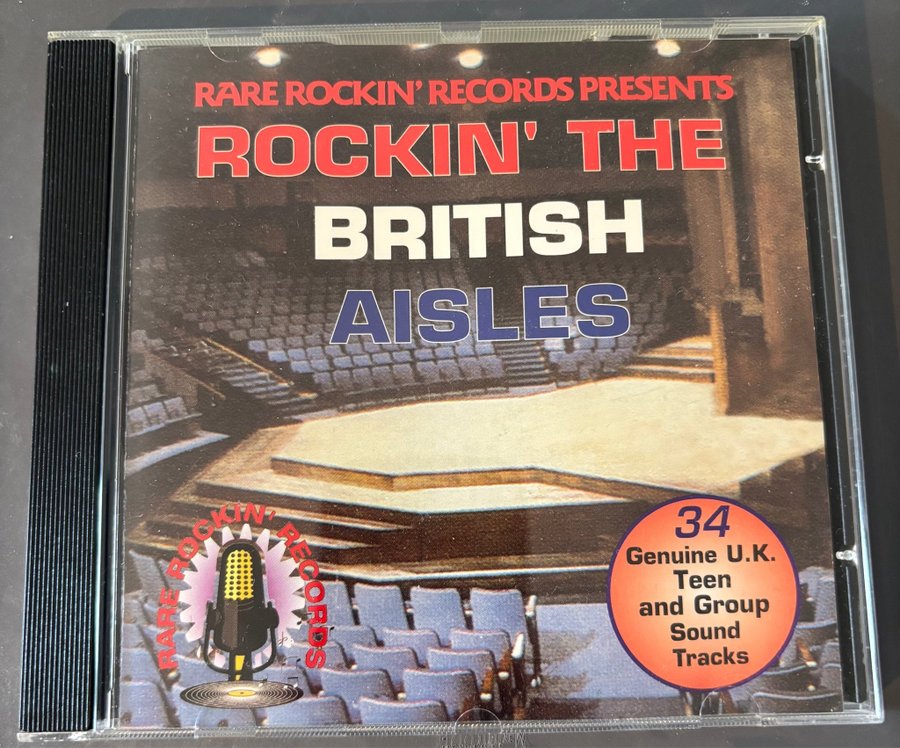 RARE ROCKIN' RECORDS PRESENTS
ROCKIN' THE
BRITISH
AISLES
34
Genuine U.K.
Teen
and Group
Sound
Tracks
RARE ROCKIN' RECORDS